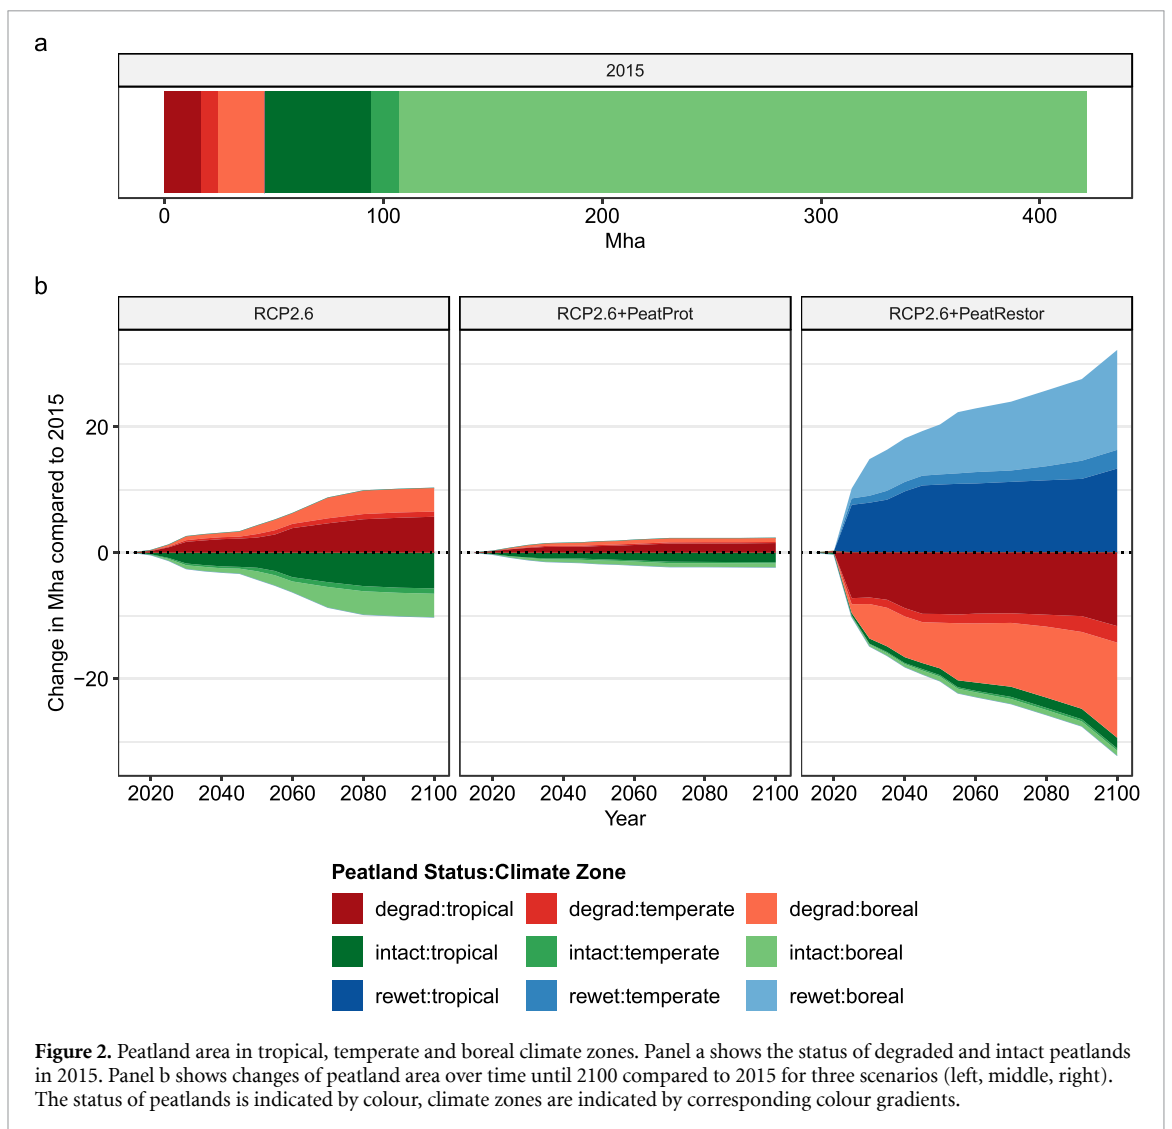 a
2015
0 100 200 300 400
Mha
b
RCP2.6 RCP2.6+PeatProt RCP2.6+PeatRestor
Change in Mha compared to 2015
20
0
−20
2020 2040 2060 2080 2100 2020 2040 2060 2080 2100 2020 2040 2060 2080 2100
Year
Peatland Status:Climate Zone
degrad:tropical degrad:temperate degrad:boreal
intact:tropical intact:temperate intact:boreal
rewet:tropical rewet:temperate rewet:boreal
Figure 2. Peatland area in tropical, temperate and boreal climate zones. Panel a shows the status of degraded and intact peatlands
in 2015. Panel b shows changes of peatland area over time until 2100 compared to 2015 for three scenarios (left, middle, right).
The status of peatlands is indicated by colour, climate zones are indicated by corresponding colour gradients.